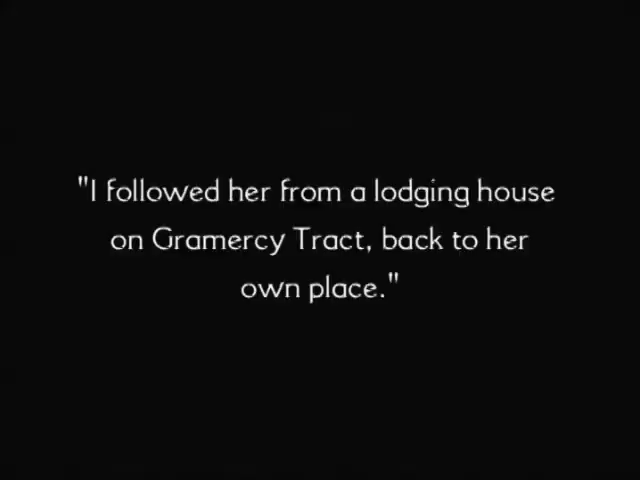 "I followed her from a lodging house
on Gramercy Tract, back to her
own place."